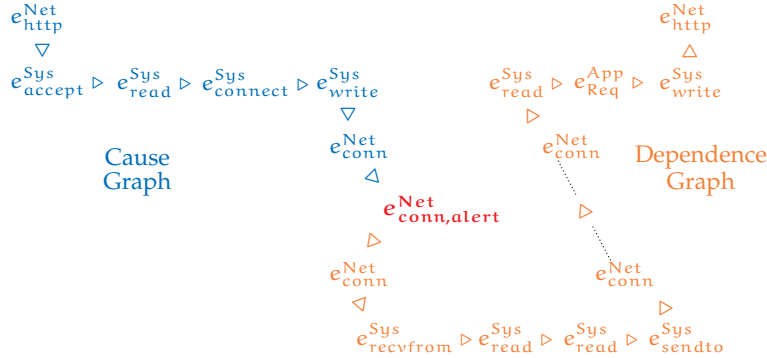 e^Net_http e^Net_http
e^Sys_accept ▷ e^Sys_read ▷ e^Sys_connect ▷ e^Sys_write e^Sys_read ▷ e^App_Req ▷ e^Sys_write
e^Net_conn e^Net_conn
Cause
Graph
Dependence
Graph
e^Net_conn,alert
e^Net_conn e^Net_conn
e^Sys_recvfrom ▷ e^Sys_read ▷ e^Sys_read ▷ e^Sys_sendto